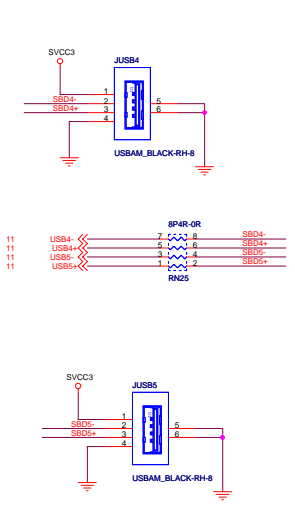 SVCC3
JUSB4
1
SBD4- 2 5
SBD4+ 3 6
4
USBAM_BLACK-RH-8
8P4R-0R
11 USB4- 7 8 SBD4-
11 USB4+ 5 6 SBD4+
11 USB5- 3 4 SBD5-
11 USB5+ 1 2 SBD5+
RN25
SVCC3
JUSB5
1
SBD5- 2 5
SBD5+ 3 6
4
USBAM_BLACK-RH-8